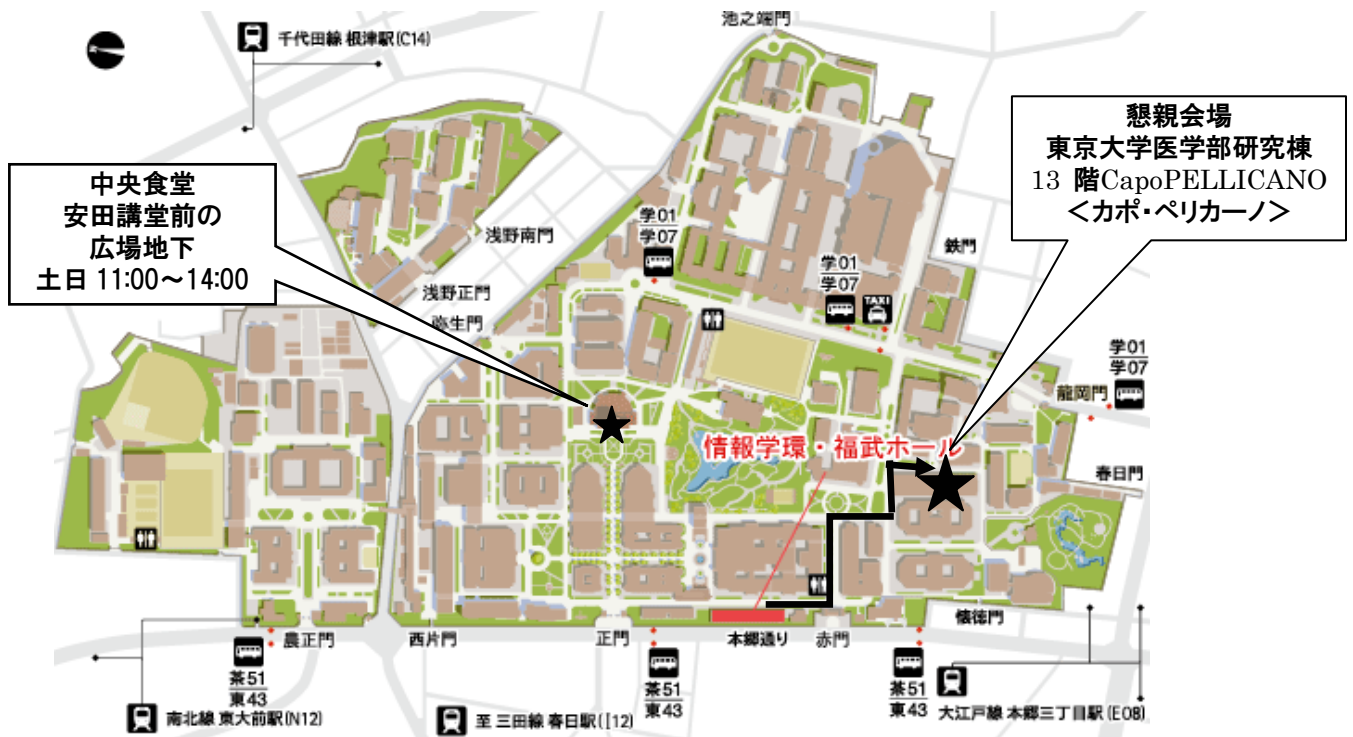 池之端門
千代田線 根津駅(C14)
懇親会場
東京大学医学部研究棟
13 階CapoPELLICANO
<カポ・ペリカーノ>
中央食堂
安田講堂前の
広場地下
土日 11:00~14:00
学01
学07
浅野南門
鉄門
学01
学07
TAXI
浅野正門
弥生門
学01
学07
龍岡門
情報学環・福武ホール
春日門
懐徳門
農正門
西片門
正門
本郷通り
赤門
茶51
東43
茶51
東43
茶51
東43
南北線 東大前駅(N12)
至 三田線 春日駅(I12)
大江戸線 本郷三丁目駅(E08)